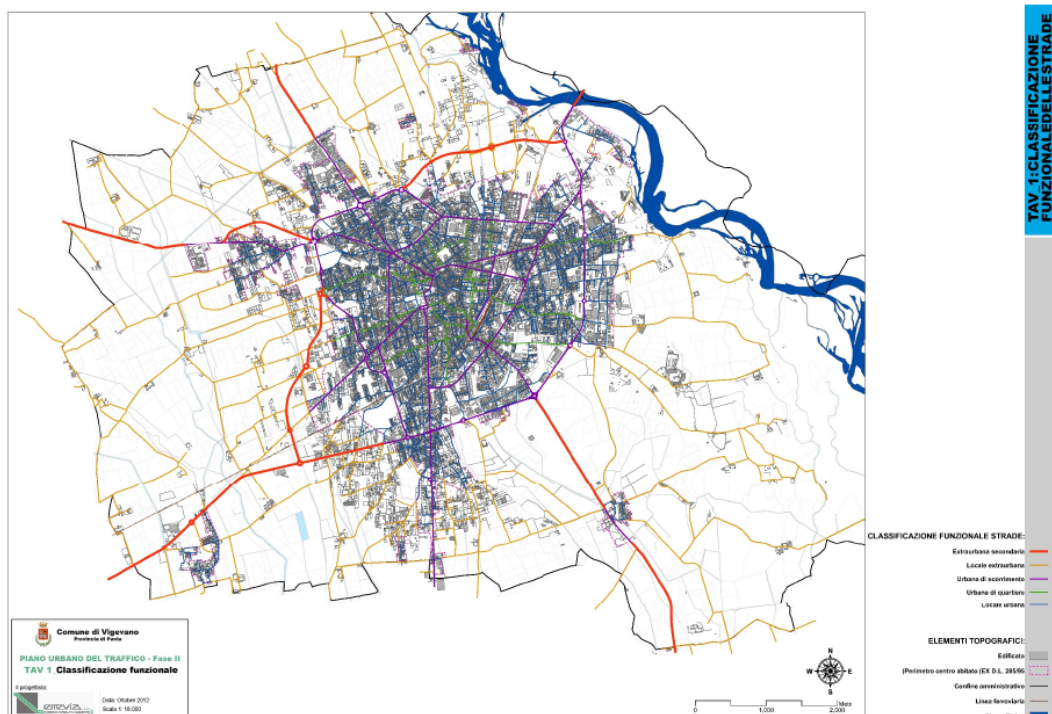 TAV_1:CLASSIFICAZIONE
FUNZIONALEDELLESTRADE
CLASSIFICAZIONE FUNZIONALE STRADE:
Extraurbana secondaria
Locale extraurbana
Urbana di scorrimento
Urbana di quartiere
Locale urbana
ELEMENTI TOPOGRAFICI:
Edificato
(Perimetro centro abitato (EX D.L. 285/95
Confine amministrativo
Linea ferroviaria
N
W E
S
Metri
0 1,000 2,000
Comune di Vigevano
Provincia di Pavia
PIANO URBANO DEL TRAFFICO - Fase II
TAV 1_Classificazione funzionale
Il progettista:
Data: Ottobre 2012
Scala 1: 10.000